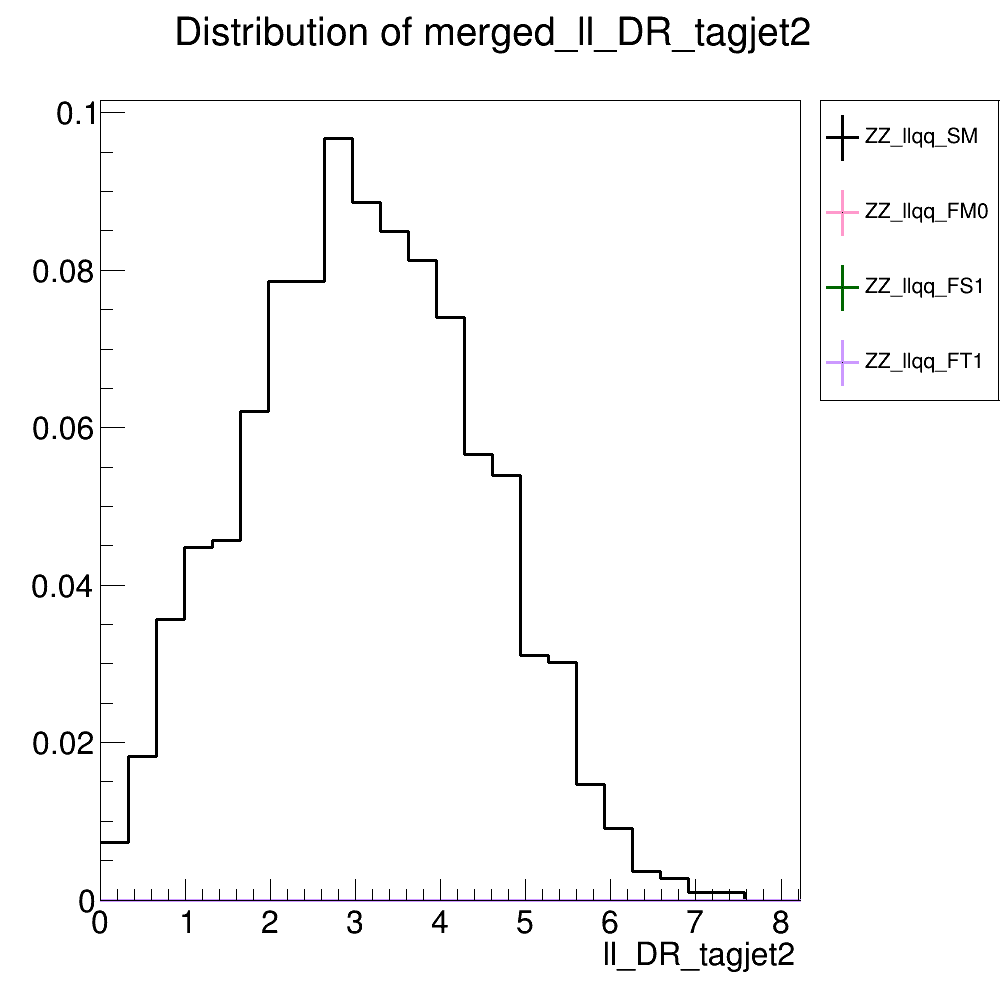 Distribution of merged_ll_DR_tagjet2
0.1
0.08
0.06
0.04
0.02
0
0 1 2 3 4 5 6 7 8
ll_DR_tagjet2
ZZ_llqq_SM
ZZ_llqq_FM0
ZZ_llqq_FS1
ZZ_llqq_FT1